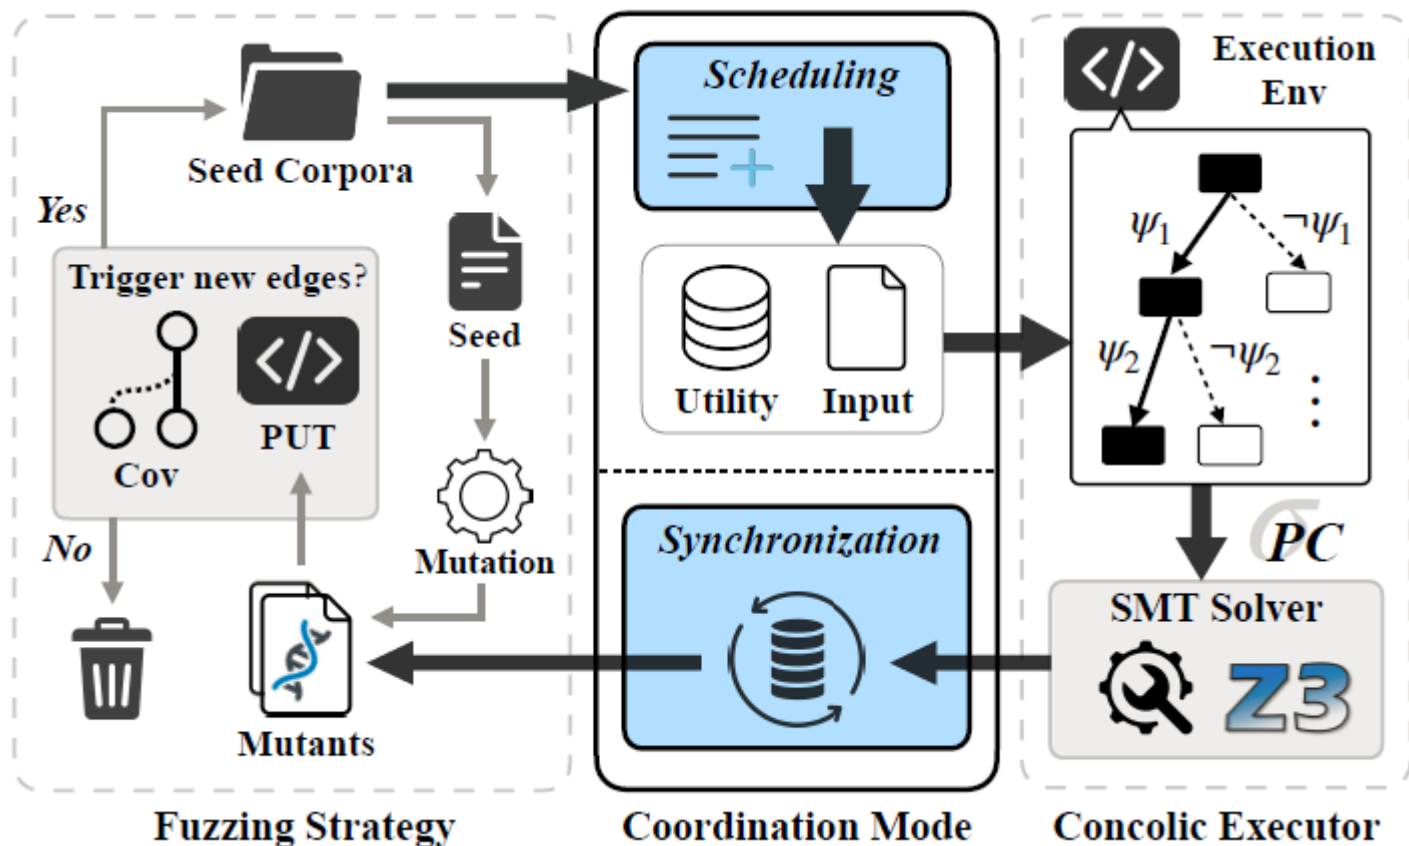 Seed Corpora
Yes
Trigger new edges?
Cov
PUT
No
Seed
Mutation
Mutants
Fuzzing Strategy
Scheduling
Utility
Input
Synchronization
Coordination Mode
Execution
Env
</>
ψ1
¬ψ1
ψ2
¬ψ2
⋮
σ
PC
SMT Solver
Z3
Concolic Executor